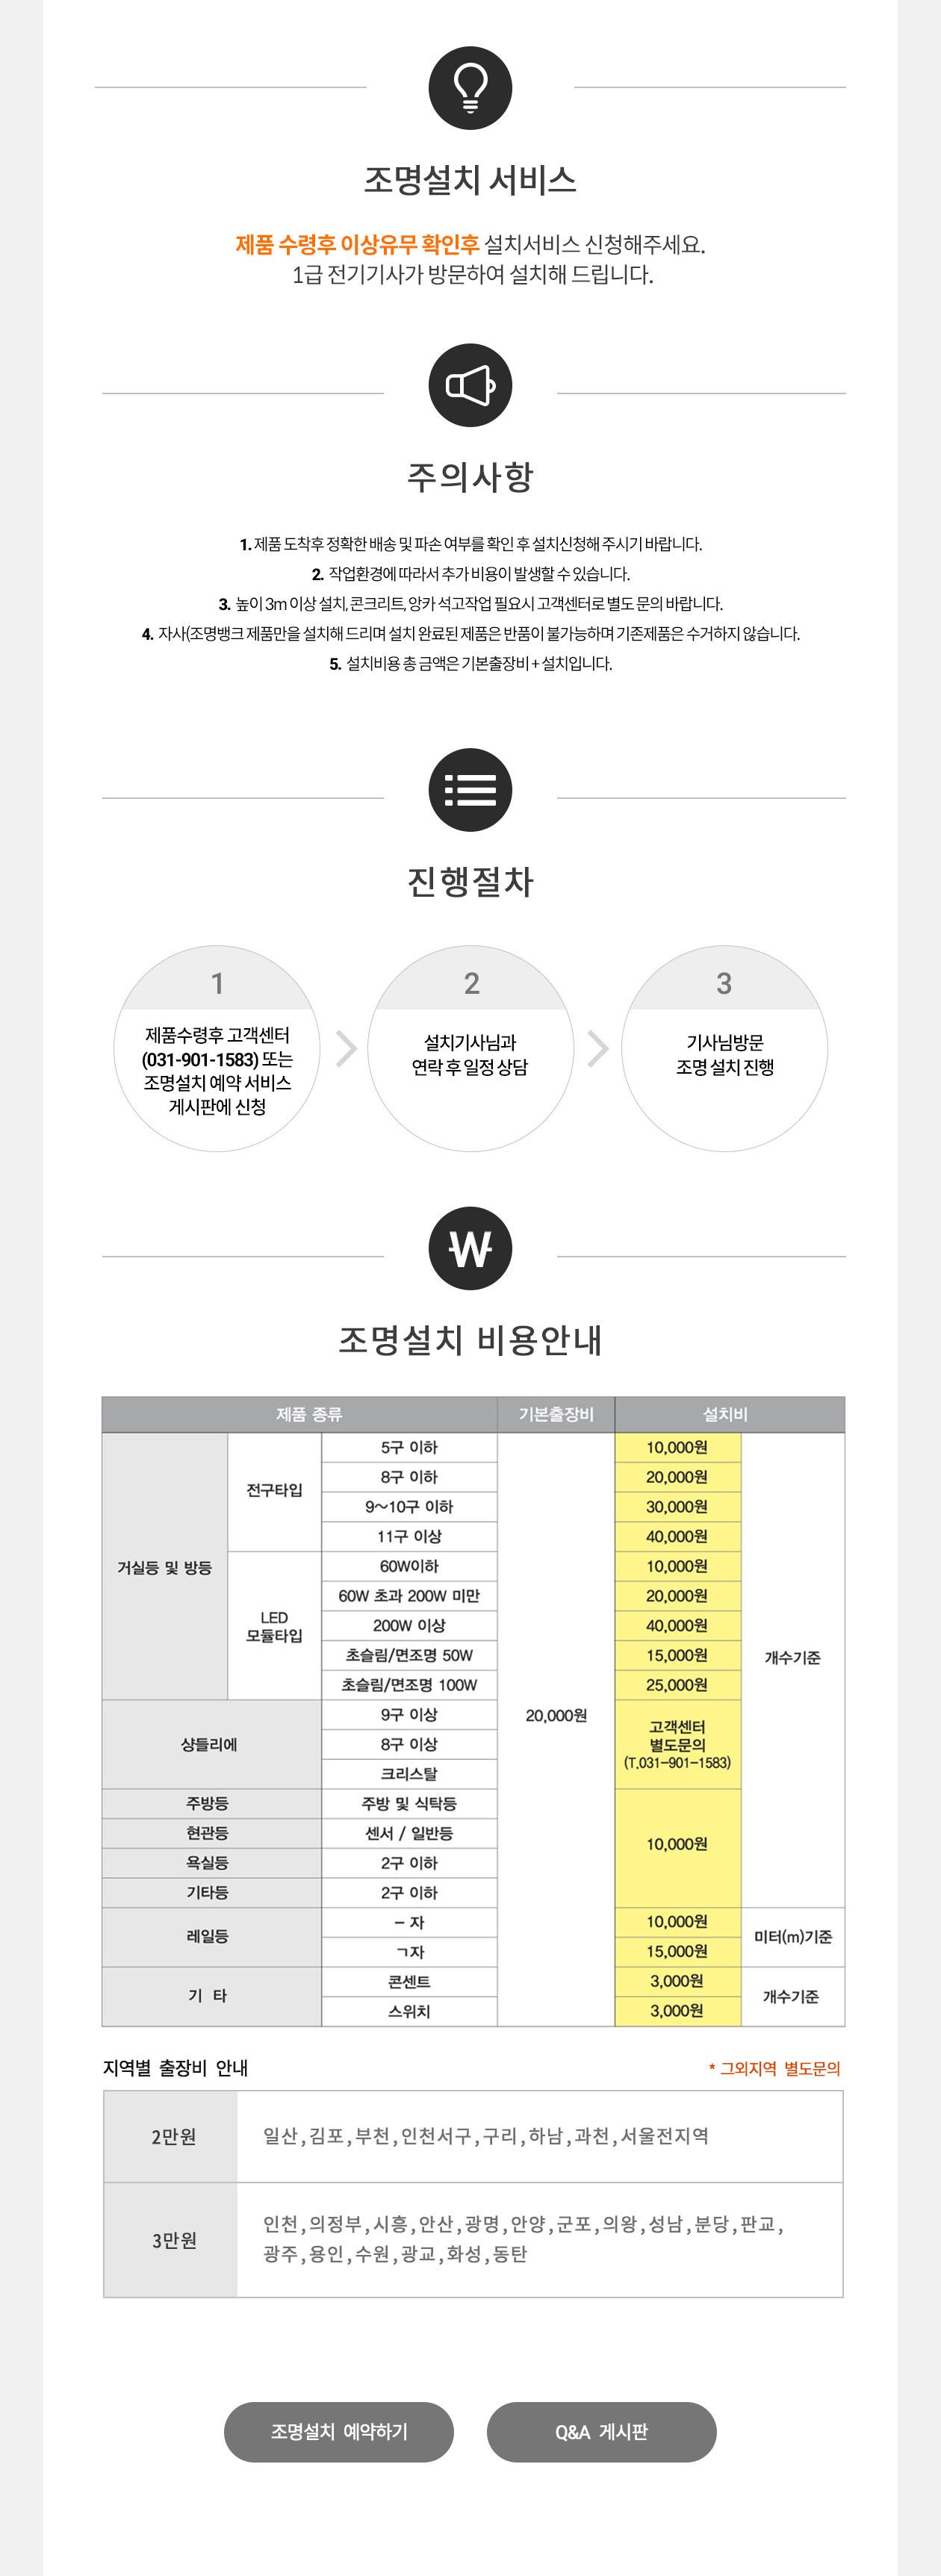 조명설치 서비스
제품 수령후 이상유무 확인후 설치서비스 신청해주세요.
1급 전기기사가 방문하여 설치해 드립니다.
주의사항
1. 제품 도착후 정확한 배송 및 파손 여부를 확인 후 설치신청해 주시기 바랍니다.
2. 작업환경에 따라서 추가 비용이 발생할 수 있습니다.
3. 높이 3m 이상 설치, 콘크리트, 앙카 석고작업 필요시 고객센터로 별도 문의 바랍니다.
4. 자사(조명뱅크 제품만을 설치해 드리며 설치 완료된 제품은 반품이 불가능하며 기존제품은 수거하지 않습니다.
5. 설치비용 총 금액은 기본출장비 + 설치입니다.
진행절차
1
제품수령후 고객센터
(031-901-1583) 또는
조명설치 예약 서비스
게시판에 신청
2
설치기사님과
연락 후 일정 상담
3
기사님방문
조명 설치 진행
₩
조명설치 비용안내
제품 종류 기본출장비 설치비
거실등 및 방등
전구타입
5구 이하 10,000원
8구 이하 20,000원
9~10구 이하 30,000원
11구 이상 40,000원
LED
모듈타입
60W이하 10,000원
60W 초과 200W 미만 20,000원
200W 이상 40,000원
초슬림/면조명 50W 15,000원
초슬림/면조명 100W 25,000원
개수기준
20,000원
샹들리에
9구 이상
8구 이상
크리스탈
고객센터
별도문의
(T.031-901-1583)
주방등 주방 및 식탁등
현관등 센서 / 일반등
욕실등 2구 이하
기타등 2구 이하
10,000원
레일등
- 자 10,000원
ㄱ자 15,000원
미터(m)기준
기 타
콘센트 3,000원
스위치 3,000원
개수기준
지역별 출장비 안내
* 그외지역 별도문의
2만원
일산,김포,부천,인천서구,구리,하남,과천,서울전지역
3만원
인천,의정부,시흥,안산,광명,안양,군포,의왕,성남,분당,판교,
광주,용인,수원,광교,화성,동탄
조명설치 예약하기
Q&A 게시판